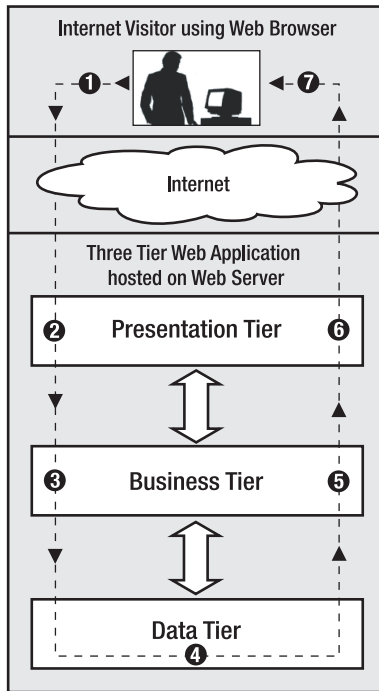 Internet Visitor using Web Browser
1 7
Internet
Three Tier Web Application
hosted on Web Server
2 Presentation Tier 6
3 Business Tier 5
Data Tier
4